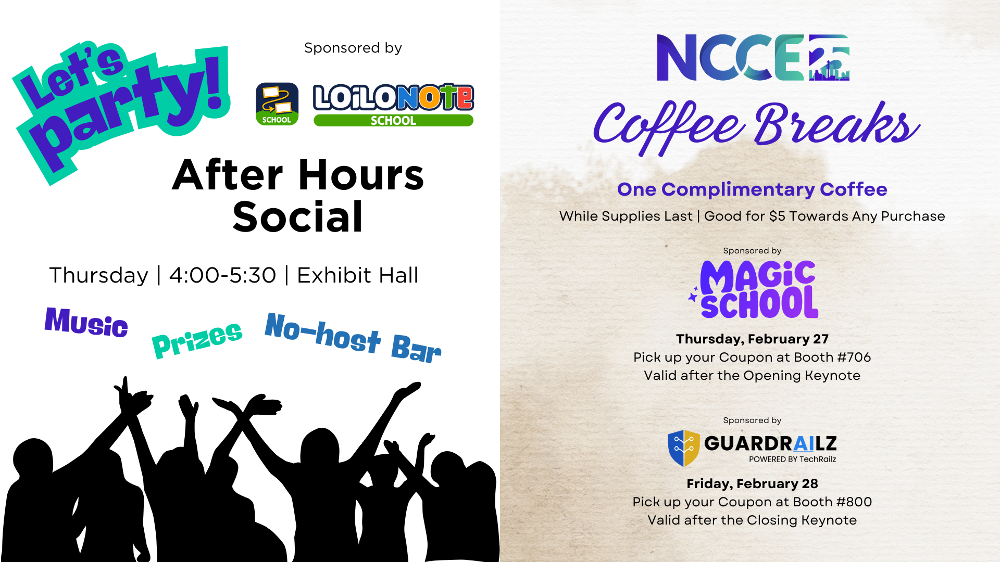 Let's
party!
Sponsored by
SCHOOL
LOiLONOTE
SCHOOL
After Hours
Social
Thursday | 4:00-5:30 | Exhibit Hall
Music
Prizes
No-host Bar
NCCE 25
Coffee Breaks
One Complimentary Coffee
While Supplies Last | Good for $5 Towards Any Purchase
Sponsored by
MAGiC
SCHOOL
Thursday, February 27
Pick up your Coupon at Booth #706
Valid after the Opening Keynote
Sponsored by
GUARDRAILZ
POWERED BY TechRailz
Friday, February 28
Pick up your Coupon at Booth #800
Valid after the Closing Keynote